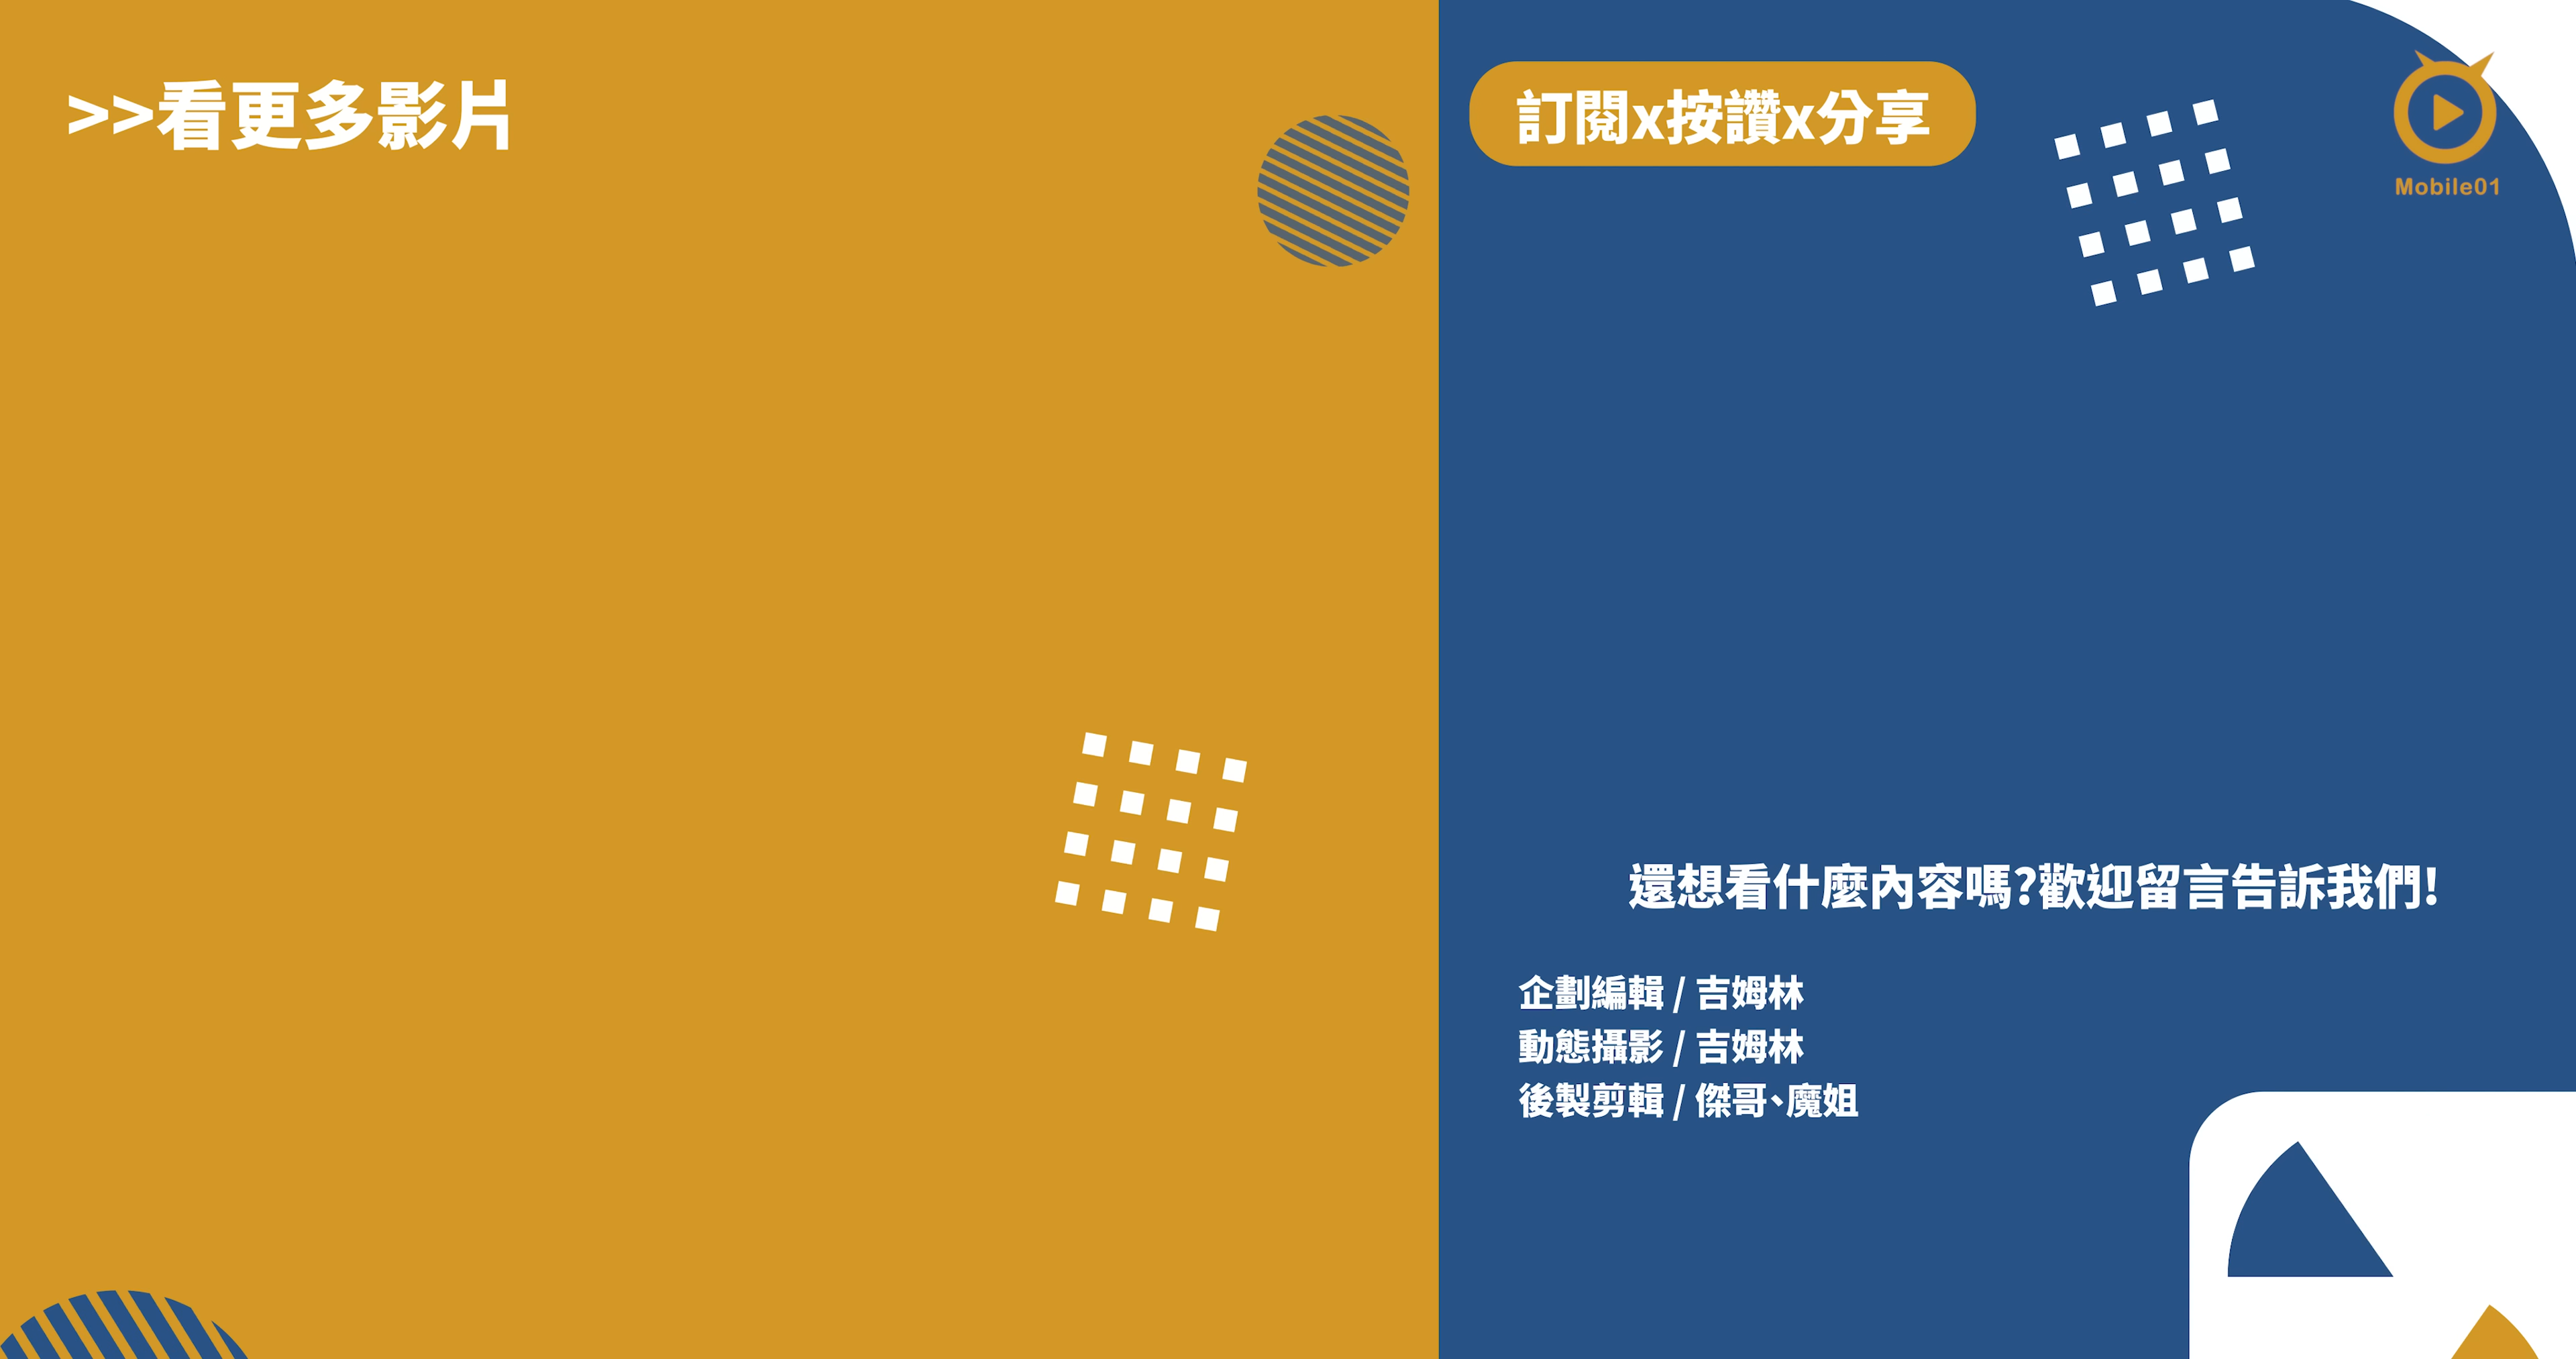 >>看更多影片
訂閱x按讚x分享
Mobile01
還想看什麼內容嗎?歡迎留言告訴我們!
企劃編輯 / 吉姆林
動態攝影 / 吉姆林
後製剪輯 / 傑哥、魔姐